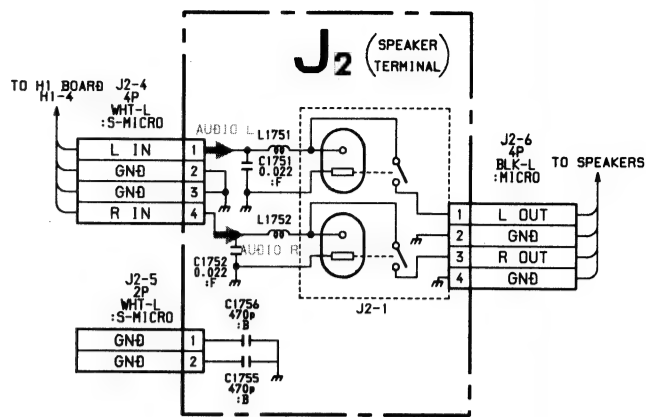 J2 (SPEAKER TERMINAL)
TO H1 BOARD
H1-4
J2-4
4P
WHT-L
:S-MICRO
L IN 1
GND 2
GND 3
R IN 4
AUDIO L
L1751
C1751
0.022
:F
L1752
AUDIO R
C1752
0.022
:F
J2-1
J2-6
4P
BLK-L
:MICRO
TO SPEAKERS
1 L OUT
2 GND
3 R OUT
4 GND
J2-5
2P
WHT-L
:S-MICRO
GND 1
GND 2
C1756
470p
:B
C1755
470p
:B